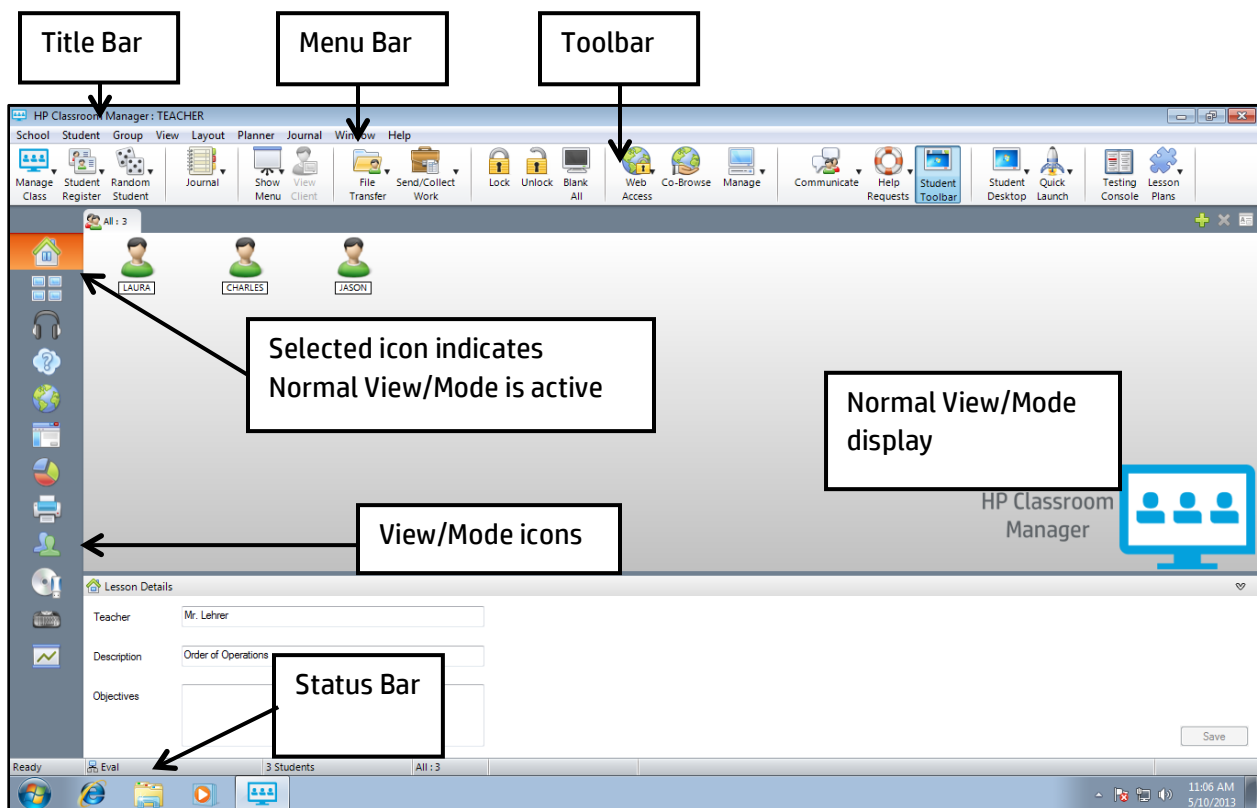 Title Bar
Menu Bar
Toolbar
HP Classroom Manager : TEACHER
School Student Group View Layout Planner Journal Window Help
Manage Class
Student Register
Random Student
Journal
Show Menu
View Client
File Transfer
Send/Collect Work
Lock
Unlock
Blank All
Web Access
Co-Browse
Manage
Communicate
Help Requests
Student Toolbar
Student Desktop
Quick Launch
Testing Console
Lesson Plans
All : 3
LAURA
CHARLES
JASON
Selected icon indicates
Normal View/Mode is active
Normal View/Mode
display
HP Classroom
Manager
View/Mode icons
Lesson Details
Teacher
Mr. Lehrer
Description
Order of Operations
Objectives
Status Bar
Save
Ready
Eval
3 Students
All : 3
11:06 AM
5/10/2013